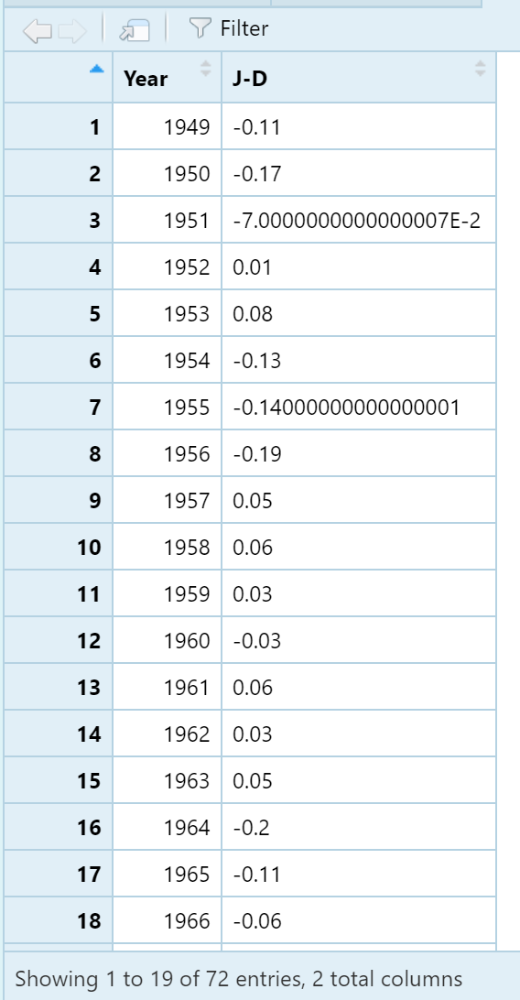 Filter
Year J-D
1 1949 -0.11
2 1950 -0.17
3 1951 -7.0000000000000007E-2
4 1952 0.01
5 1953 0.08
6 1954 -0.13
7 1955 -0.14000000000000001
8 1956 -0.19
9 1957 0.05
10 1958 0.06
11 1959 0.03
12 1960 -0.03
13 1961 0.06
14 1962 0.03
15 1963 0.05
16 1964 -0.2
17 1965 -0.11
18 1966 -0.06
Showing 1 to 19 of 72 entries, 2 total columns